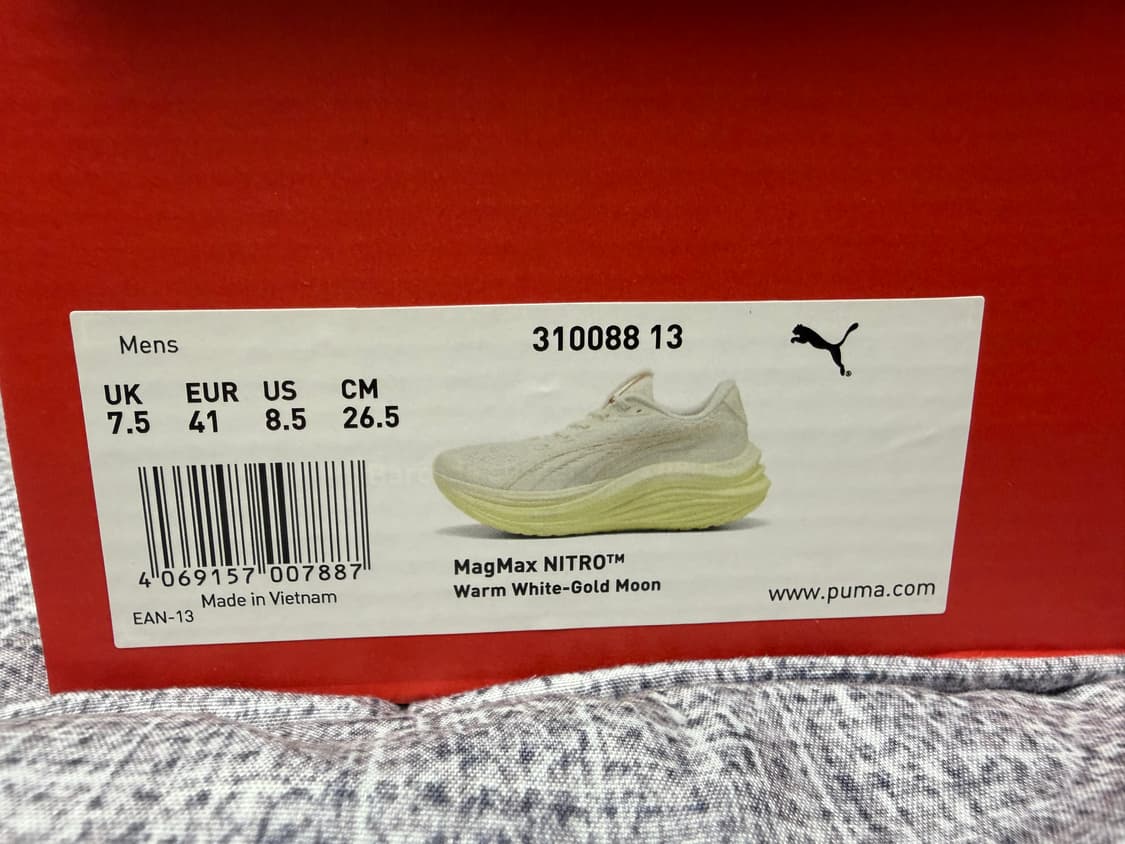 Mens
310088 13
UK EUR US CM
7.5 41 8.5 26.5
4 069157 007887
Made in Vietnam
EAN-13
MagMax NITRO™
Warm White-Gold Moon
www.puma.com